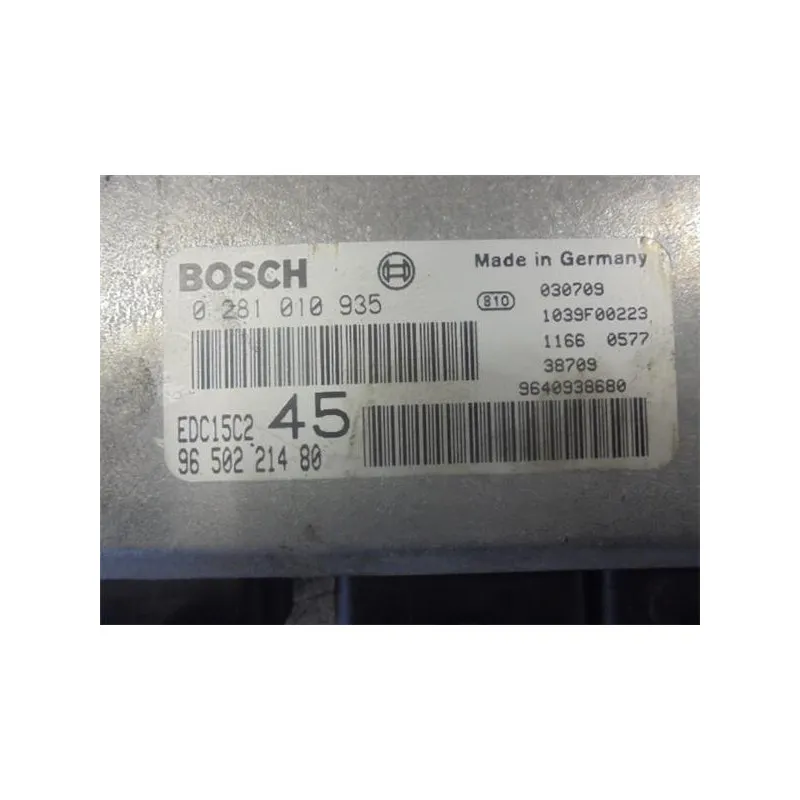 BOSCH
0 281 010 935
EDC15C2 45
96 502 214 80
Made in Germany
810 030709
1039F00223
1166 0577
38709
9640938680